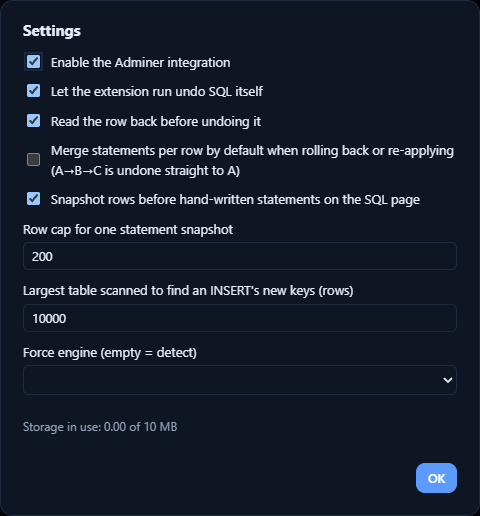 Settings
Enable the Adminer integration
Let the extension run undo SQL itself
Read the row back before undoing it
Merge statements per row by default when rolling back or re-applying
(A→B→C is undone straight to A)
Snapshot rows before hand-written statements on the SQL page
Row cap for one statement snapshot
200
Largest table scanned to find an INSERT's new keys (rows)
10000
Force engine (empty = detect)
Storage in use: 0.00 of 10 MB
OK